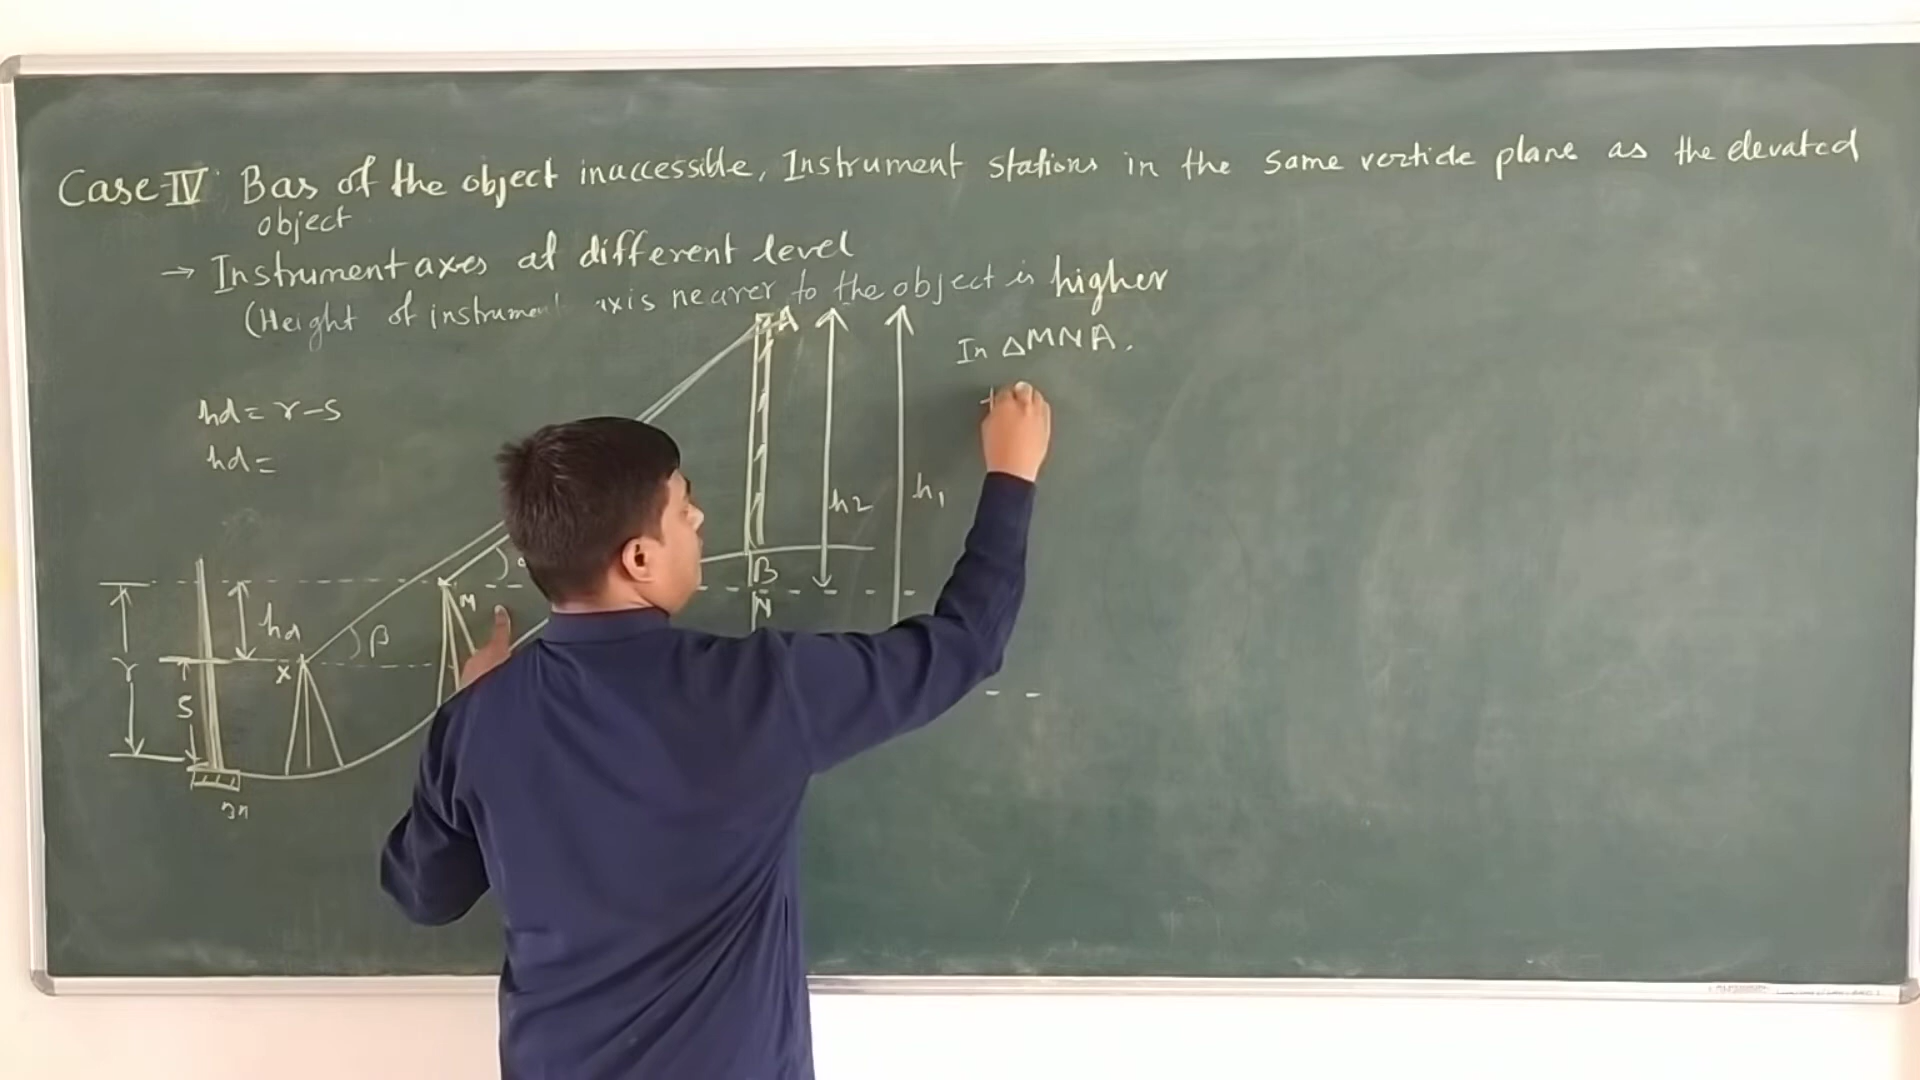 Case-IV Bas of the object inaccessible, Instrument stations in the same verticle plane as the elevated
object
→ Instrument axes at different level
(Height of instrument axis nearer to the object is higher
A
In △MNA.
hd = r-s
hd =
h2
h1
B
N
M
hd
β
X
r
S